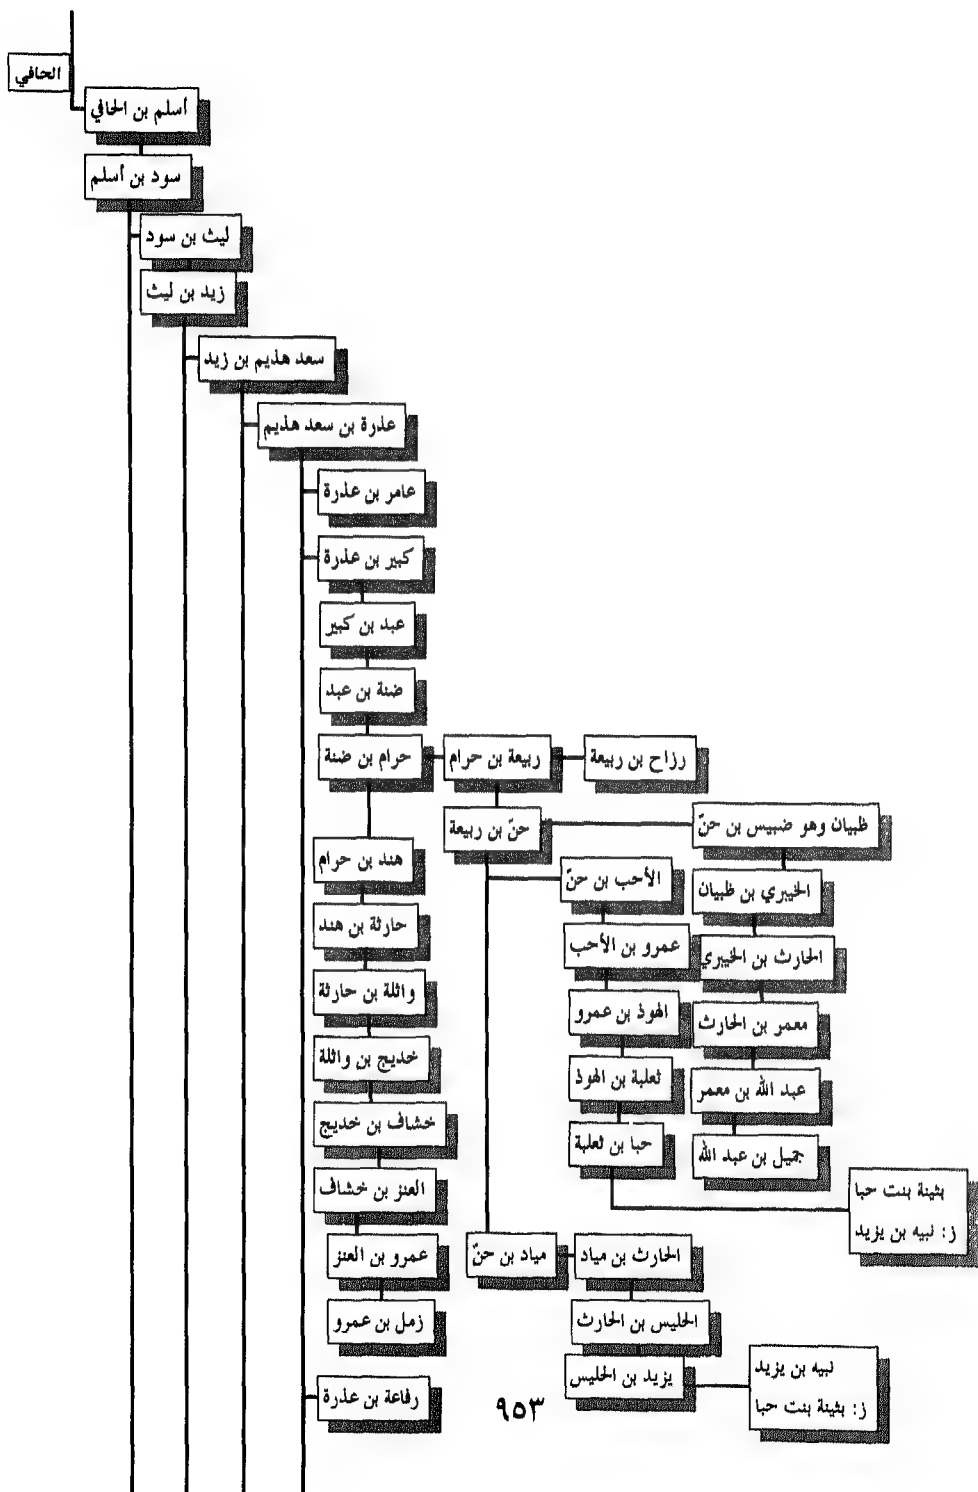 الحافي
أسلم بن الحافي
سود بن أسلم
ليث بن سود
زيد بن ليث
سعد هذيم بن زيد
عذرة بن سعد هذيم
عامر بن عذرة
كبير بن عذرة
عبد بن كبير
ضنة بن عبد
حرام بن ضنة
ربيعة بن حرام
رزاح بن ربيعة
حنّ بن ربيعة
ظبيان وهو ضبيس بن حنّ
هند بن حرام
الأحب بن حنّ
الخيبري بن ظبيان
حارثة بن هند
عمرو بن الأحب
الحارث بن الخيبري
واثلة بن حارثة
الهوذ بن عمرو
معمر بن الحارث
خديج بن واثلة
ثعلبة بن الهوذ
عبد الله بن معمر
خشاف بن خديج
حبا بن ثعلبة
جميل بن عبد الله
العنز بن خشاف
بثينة بنت حبا
ز: نبيه بن يزيد
عمرو بن العنز
مياد بن حنّ
الحارث بن مياد
زمل بن عمرو
الحليس بن الحارث
يزيد بن الحليس
نبيه بن يزيد
ز: بثينة بنت حبا
رفاعة بن عذرة
٩٥٣